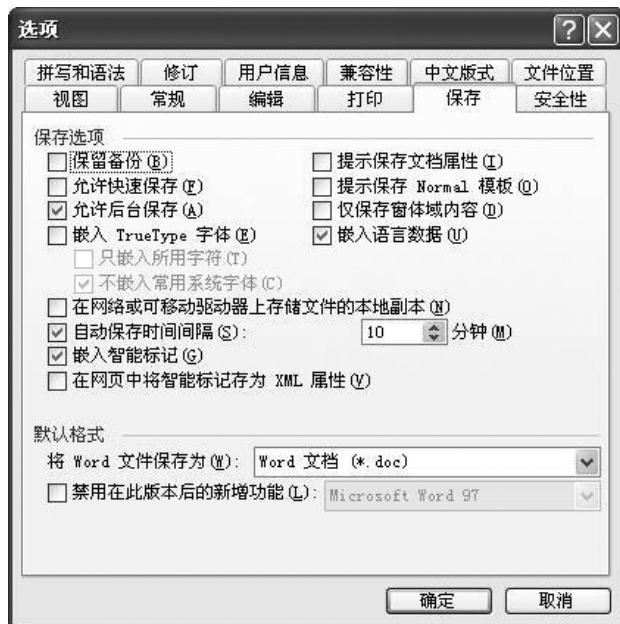 选项
拼写和语法 修订 用户信息 兼容性 中文版式 文件位置
视图 常规 编辑 打印 保存 安全性
保存选项
保留备份(B) 提示保存文档属性(I)
允许快速保存(F) 提示保存 Normal 模板(O)
允许后台保存(A) 仅保存窗体域内容(D)
嵌入 TrueType 字体(E) 嵌入语言数据(U)
只嵌入所用字符(T)
不嵌入常用系统字体(C)
在网络或可移动驱动器上存储文件的本地副本(N)
自动保存时间间隔(S): 10 分钟(M)
嵌入智能标记(G)
在网页中将智能标记存为 XML 属性(V)
默认格式
将 Word 文件保存为(W): Word 文档 (*.doc)
禁用在此版本后的新增功能(L): Microsoft Word 97
确定 取消